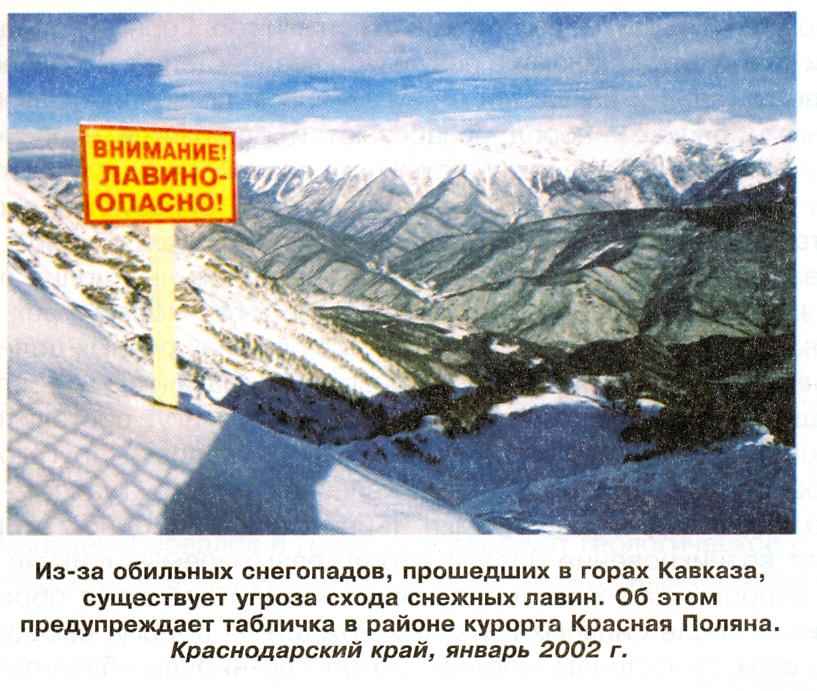 ВНИМАНИЕ!
ЛАВИНО-
ОПАСНО!
Из-за обильных снегопадов, прошедших в горах Кавказа,
существует угроза схода снежных лавин. Об этом
предупреждает табличка в районе курорта Красная Поляна.
Краснодарский край, январь 2002 г.